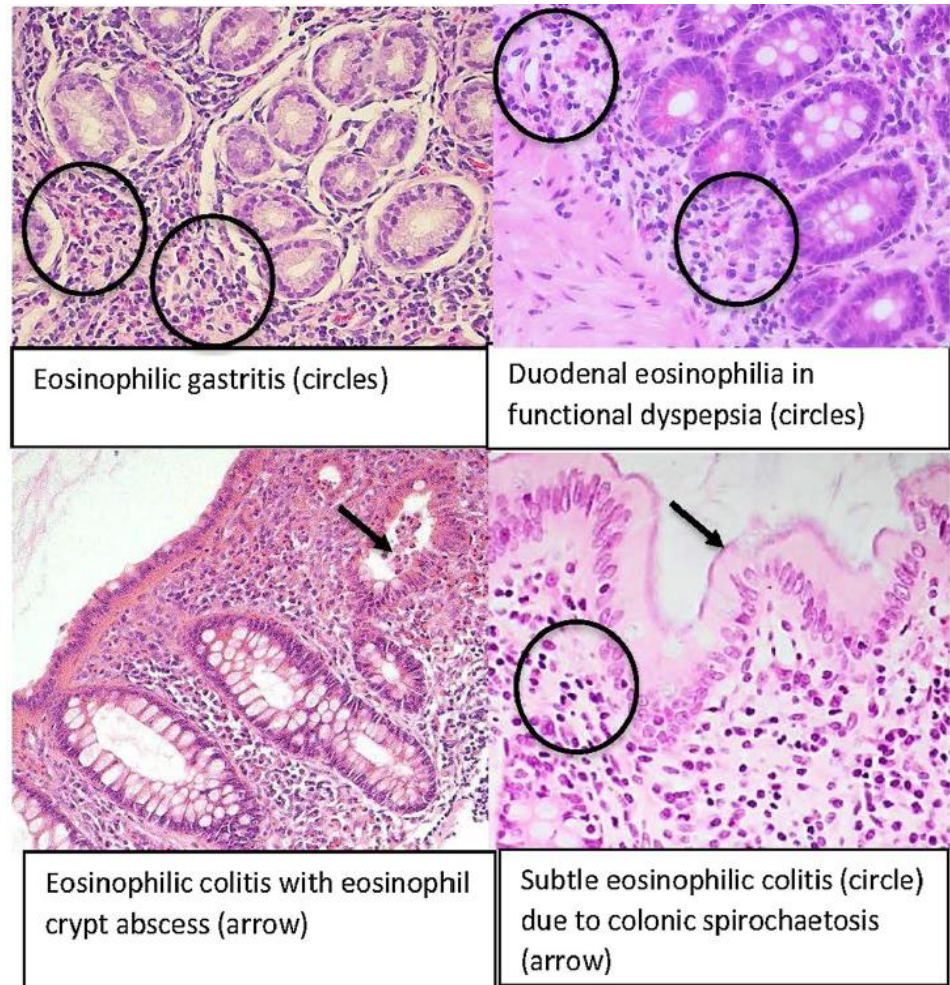 Eosinophilic gastritis (circles)
Duodenal eosinophilia in
functional dyspepsia (circles)
Eosinophilic colitis with eosinophil
crypt abscess (arrow)
Subtle eosinophilic colitis (circle)
due to colonic spirochaetosis
(arrow)